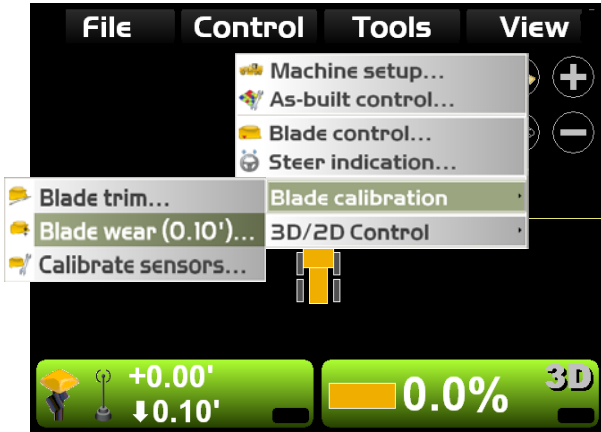 File Control Tools View
Machine setup...
As-built control...
Blade control...
Steer indication...
Blade trim... Blade calibration
Blade wear (0.10')... 3D/2D Control
Calibrate sensors...
+0.00' 3D
⬇0.10' 0.0%